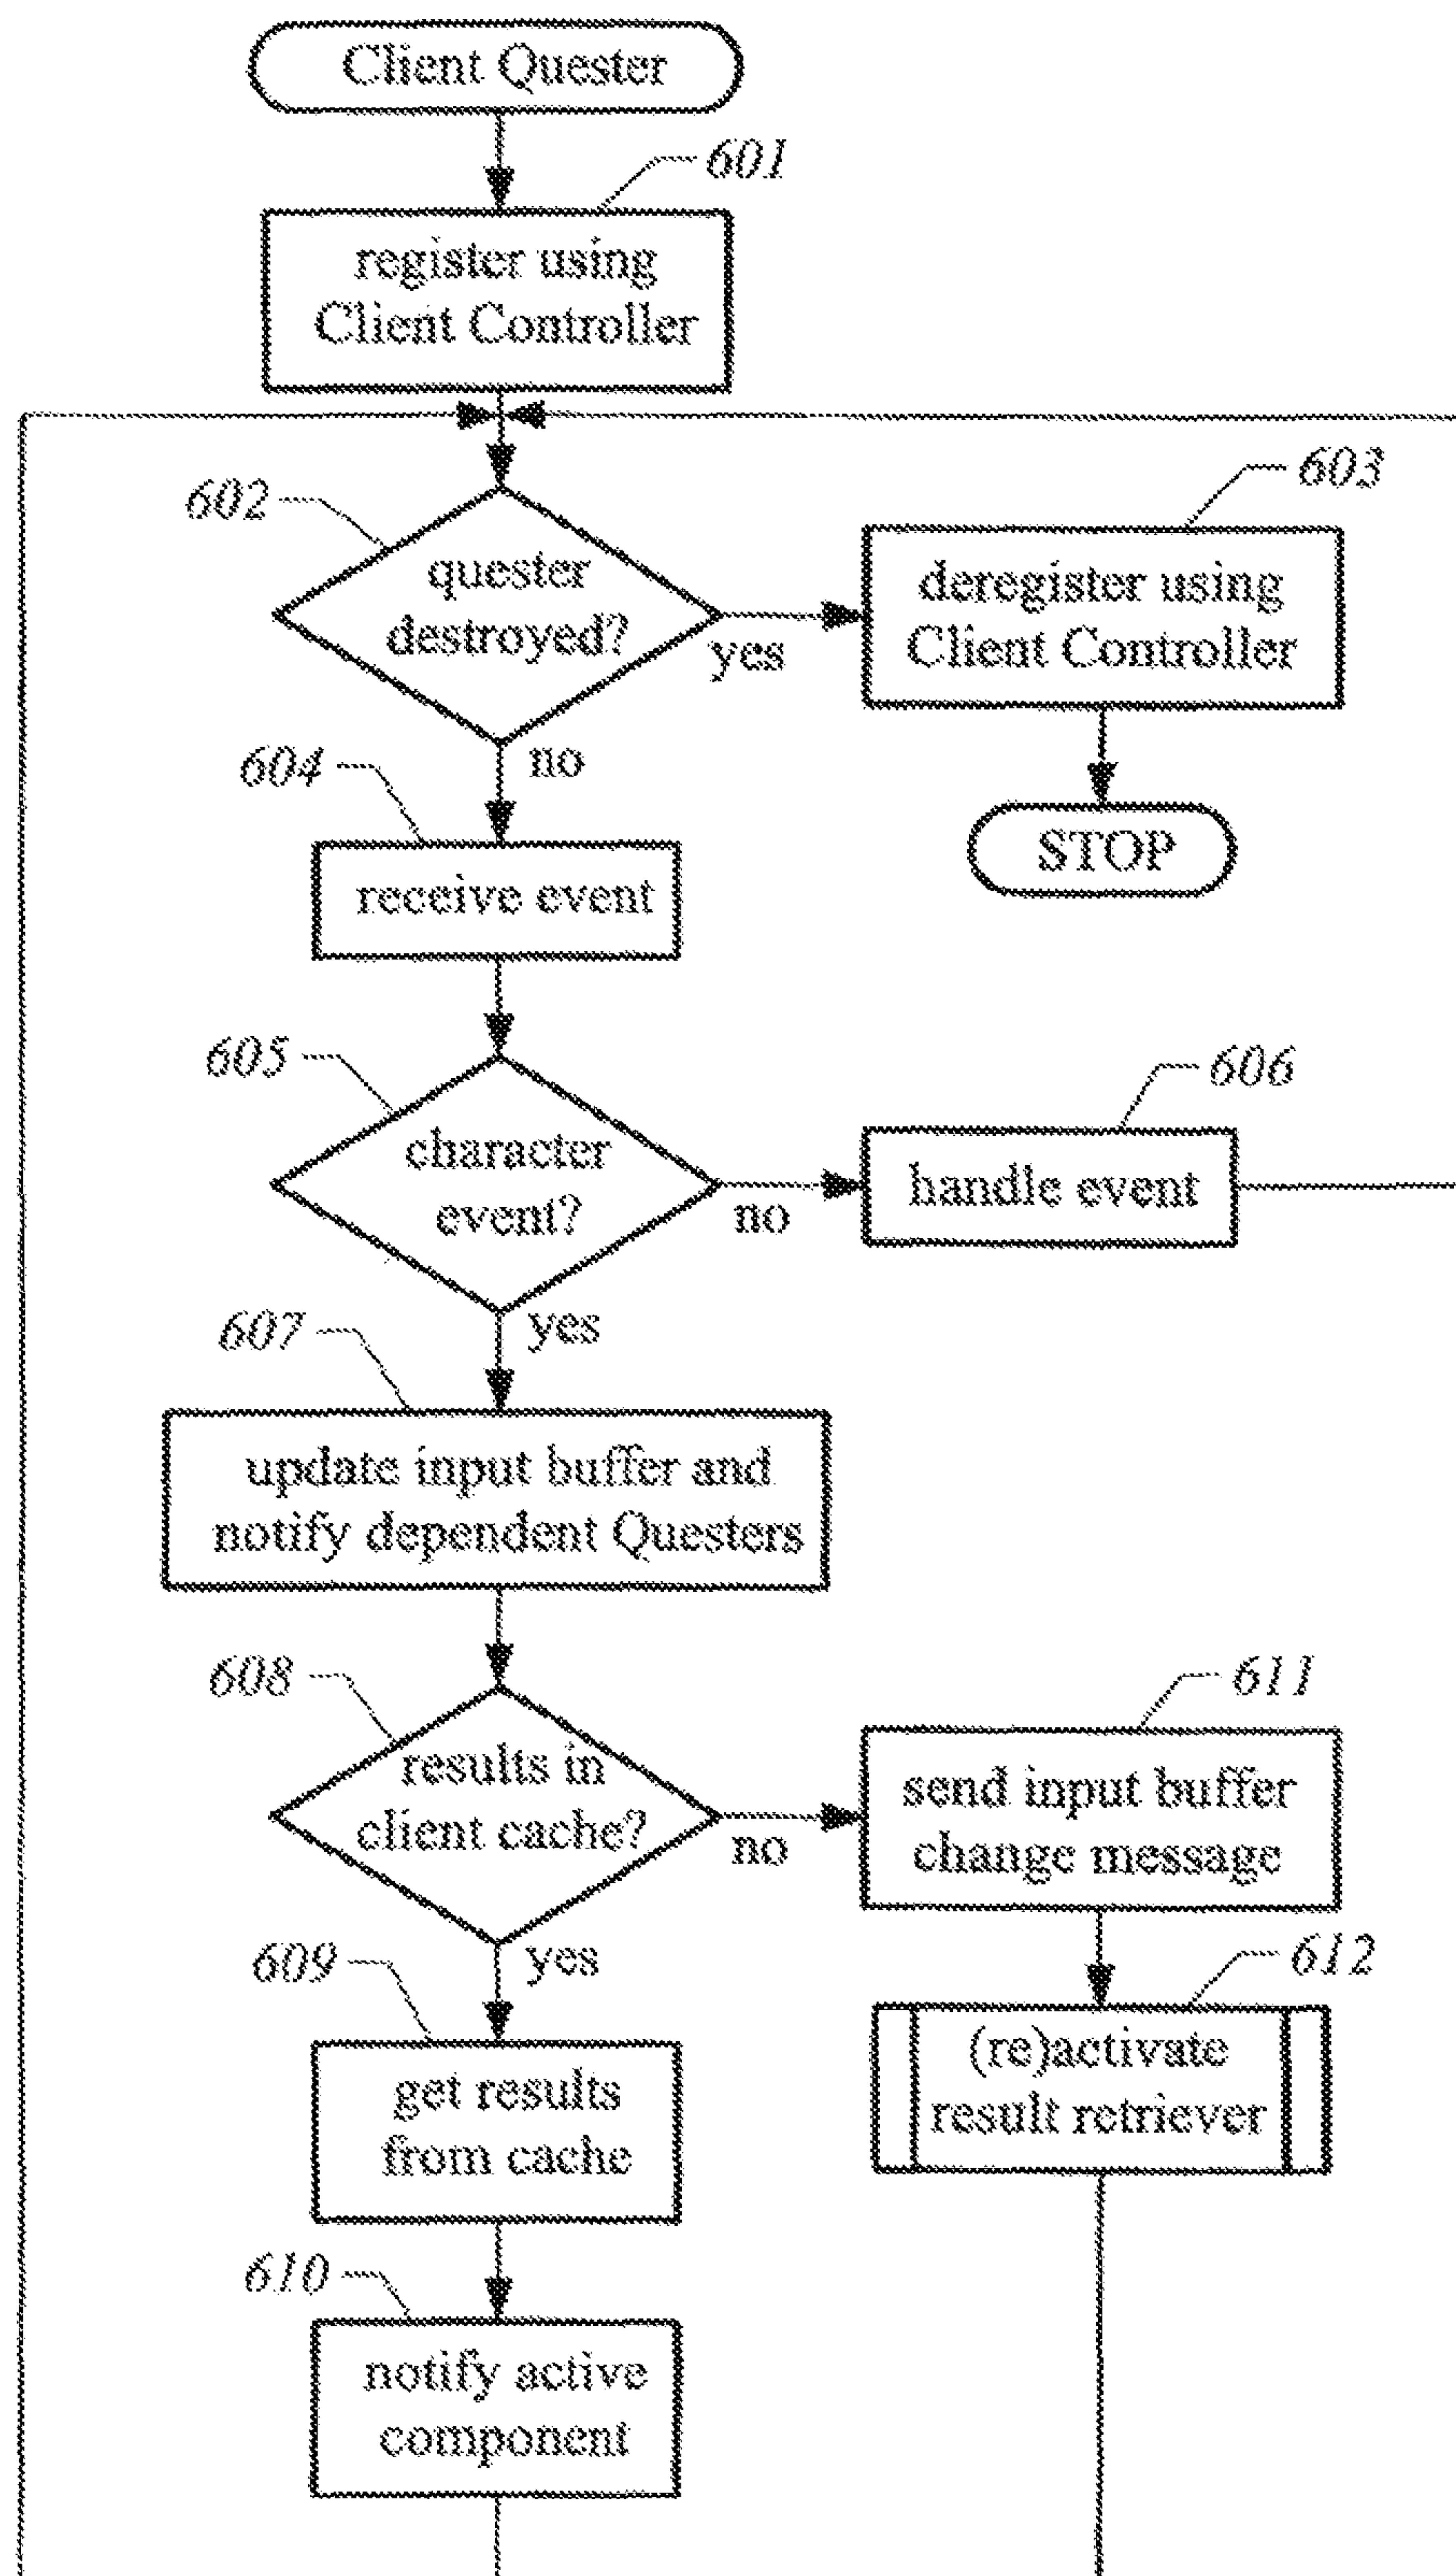 Client Quester
601
register using
Client Controller
602
quester
destroyed?
yes
no
603
deregister using
Client Controller
STOP
604
receive event
605
character
event?
no
yes
606
handle event
607
update input buffer and
notify dependent Questers
608
results in
client cache?
no
yes
611
send input buffer
change message
612
(re)activate
result retriever
609
get results
from cache
610
notify active
component